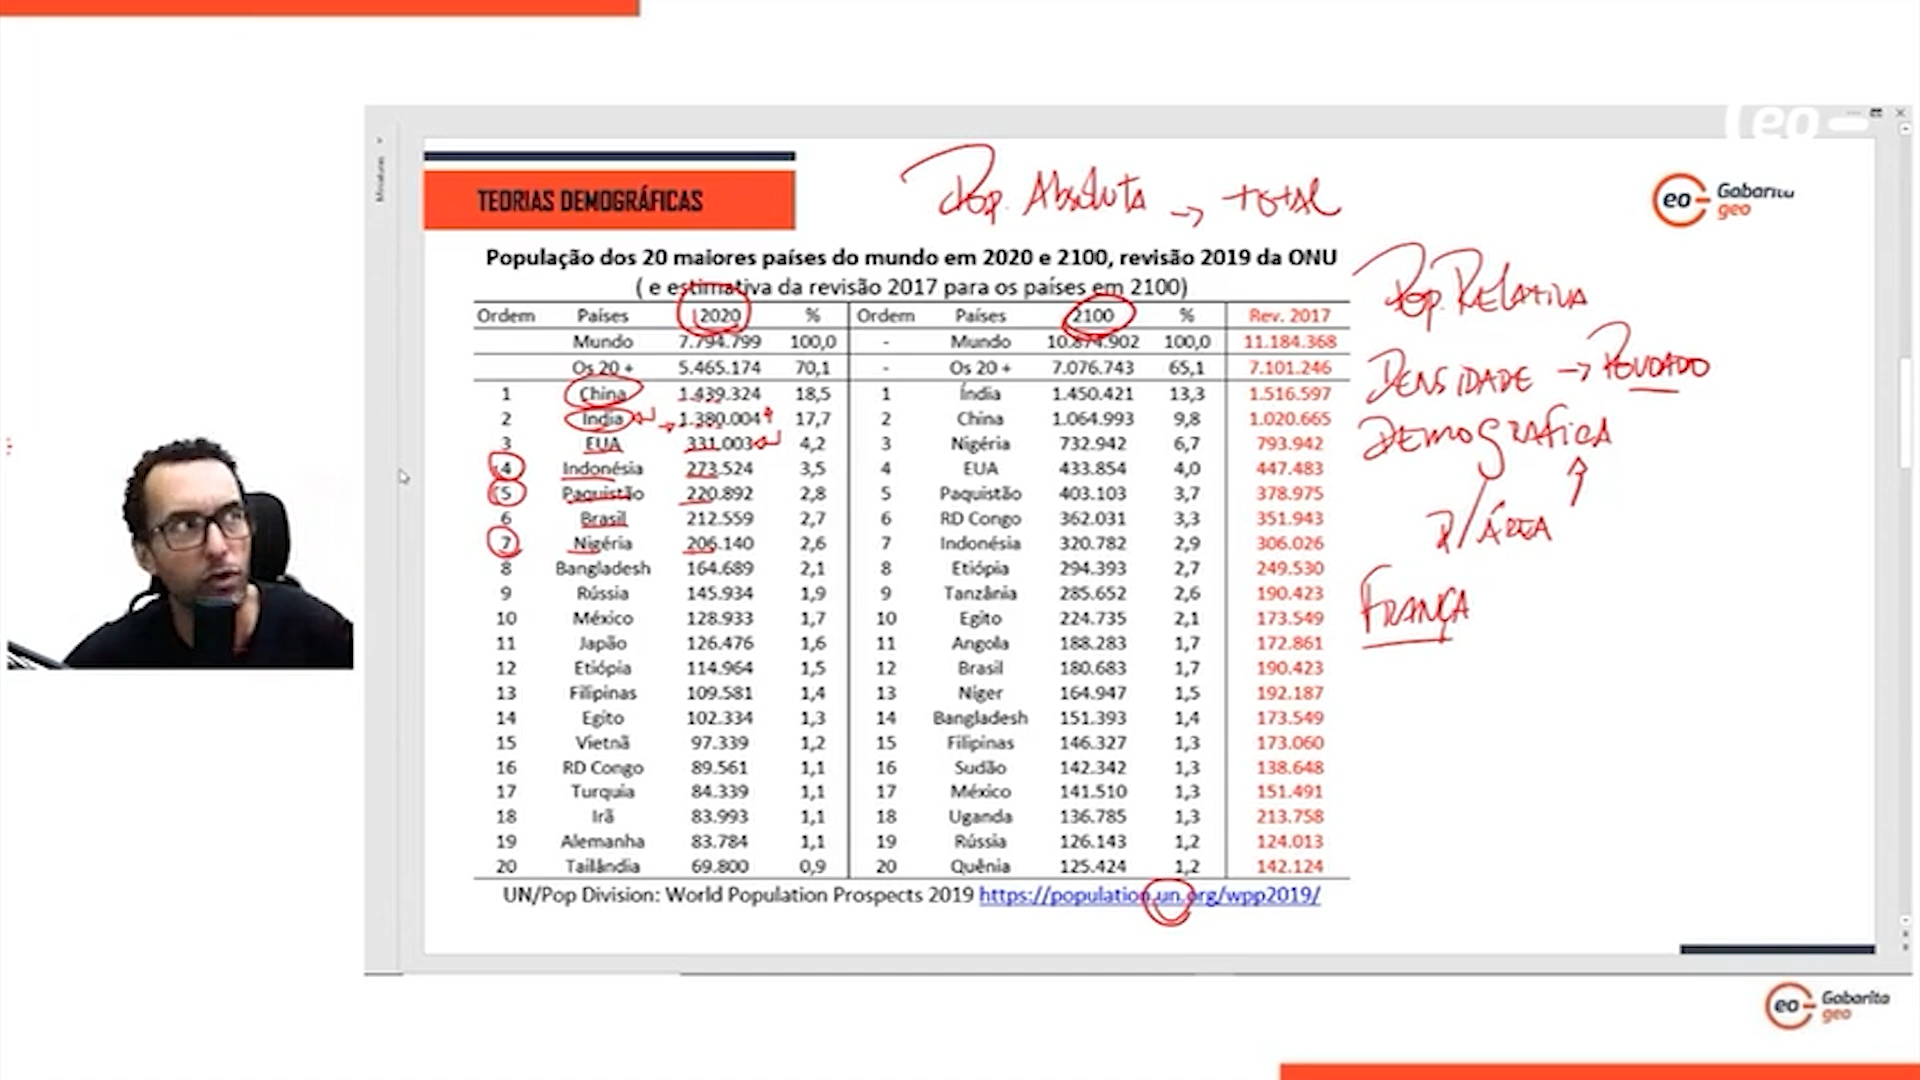 eo
Miniaturas
TEORIAS DEMOGRÁFICAS
Pop. Absoluta → TOTAL
eo Gabarito
geo
População dos 20 maiores países do mundo em 2020 e 2100, revisão 2019 da ONU
( e estimativa da revisão 2017 para os países em 2100)
Pop. Relativa
Ordem Países 2020 % Ordem Países 2100 % Rev. 2017
Mundo 7.794.799 100,0 - Mundo 10.874.902 100,0 11.184.368
Os 20 + 5.465.174 70,1 - Os 20 + 7.076.743 65,1 7.101.246
DENSIDADE → POVOADO
1 China 1.439.324 18,5 1 Índia 1.450.421 13,3 1.516.597
2 Índia 1.380.004 17,7 2 China 1.064.993 9,8 1.020.665
DEMOGRAFICA
3 EUA 331.003 4,2 3 Nigéria 732.942 6,7 793.942
4 Indonésia 273.524 3,5 4 EUA 433.854 4,0 447.483
5 Paquistão 220.892 2,8 5 Paquistão 403.103 3,7 378.975
6 Brasil 212.559 2,7 6 RD Congo 362.031 3,3 351.943
P/ ÁREA
7 Nigéria 206.140 2,6 7 Indonésia 320.782 2,9 306.026
8 Bangladesh 164.689 2,1 8 Etiópia 294.393 2,7 249.530
9 Rússia 145.934 1,9 9 Tanzânia 285.652 2,6 190.423
FRANÇA
10 México 128.933 1,7 10 Egito 224.735 2,1 173.549
11 Japão 126.476 1,6 11 Angola 188.283 1,7 172.861
12 Etiópia 114.964 1,5 12 Brasil 180.683 1,7 190.423
13 Filipinas 109.581 1,4 13 Níger 164.947 1,5 192.187
14 Egito 102.334 1,3 14 Bangladesh 151.393 1,4 173.549
15 Vietnã 97.339 1,2 15 Filipinas 146.327 1,3 173.060
16 RD Congo 89.561 1,1 16 Sudão 142.342 1,3 138.648
17 Turquia 84.339 1,1 17 México 141.510 1,3 151.491
18 Irã 83.993 1,1 18 Uganda 136.785 1,3 213.758
19 Alemanha 83.784 1,1 19 Rússia 126.143 1,2 124.013
20 Tailândia 69.800 0,9 20 Quênia 125.424 1,2 142.124
UN/Pop Division: World Population Prospects 2019 https://population.un.org/wpp2019/
eo Gabarito
geo